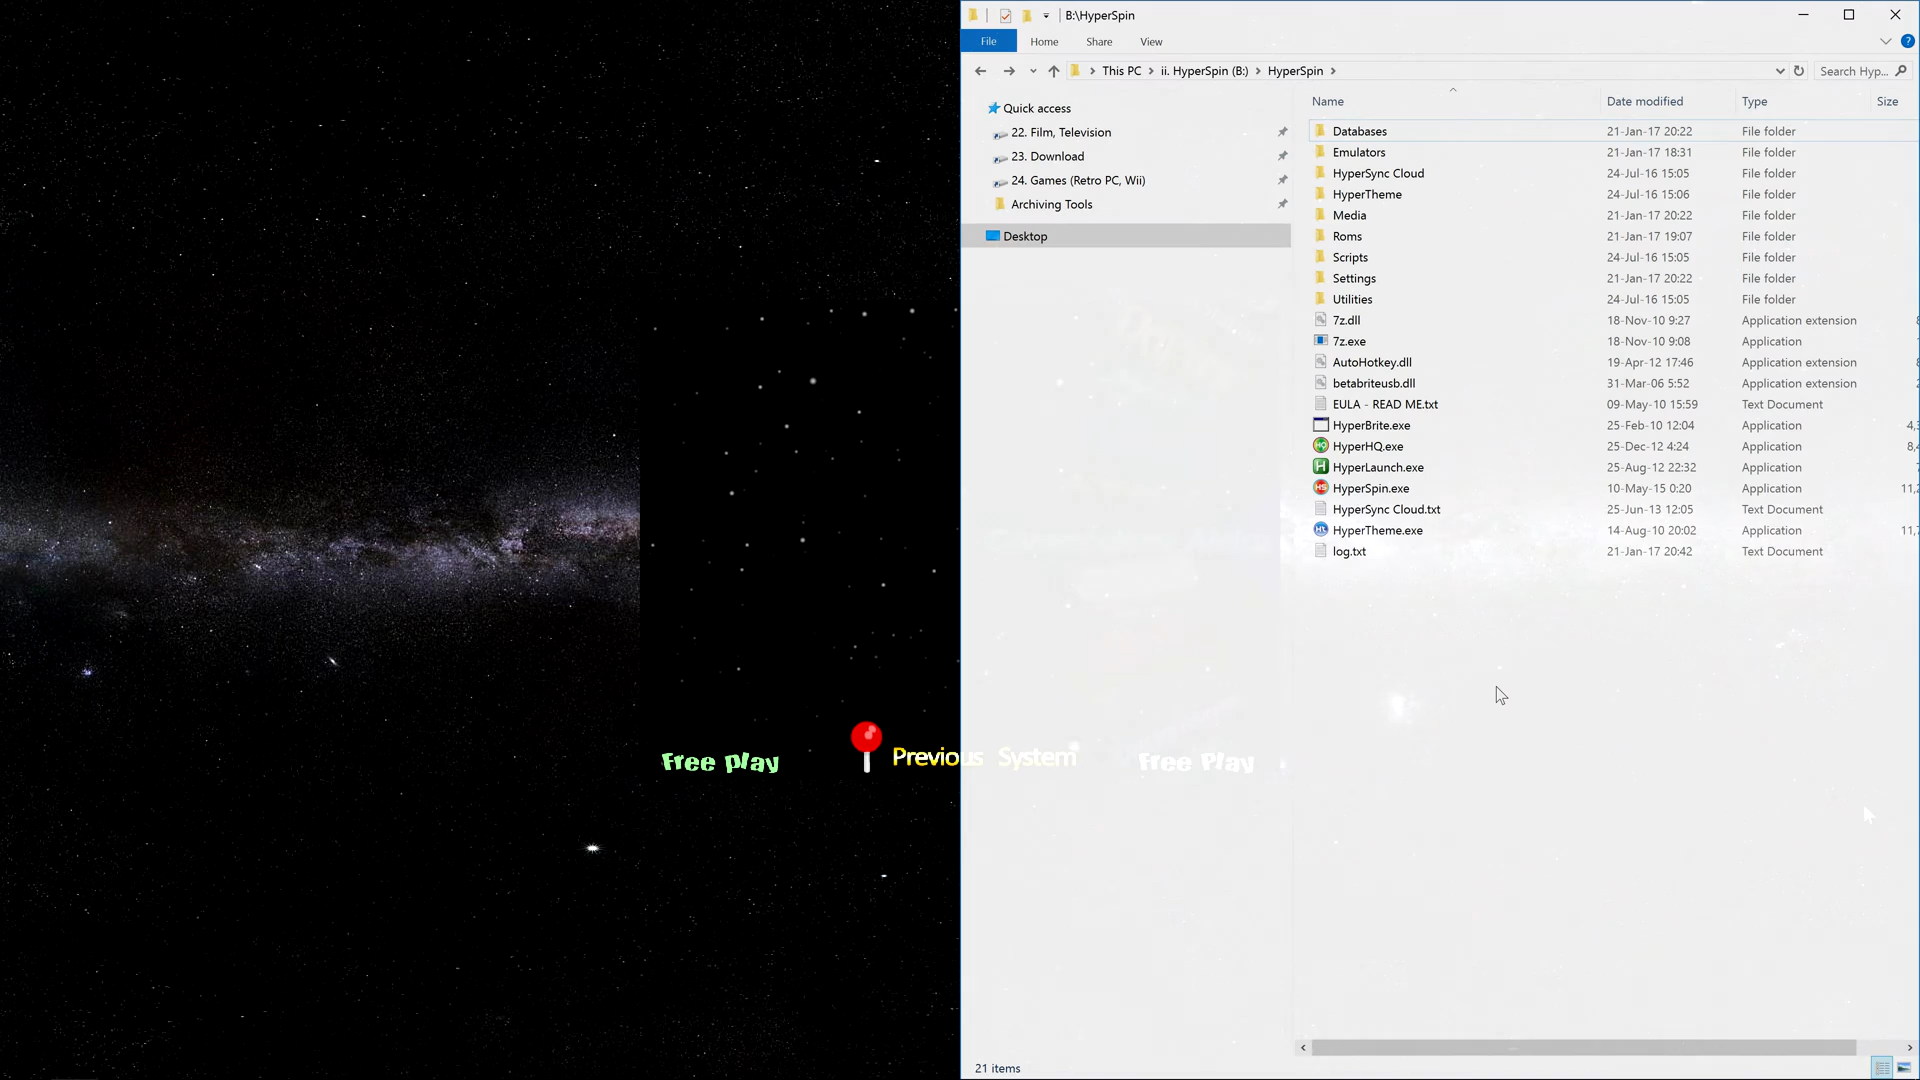 B:\HyperSpin
File
Home
Share
View
This PC
ii. HyperSpin (B:)
HyperSpin
Search Hyp...
Quick access
22. Film, Television
23. Download
24. Games (Retro PC, Wii)
Archiving Tools
Desktop
Name Date modified Type Size
Databases 21-Jan-17 20:22 File folder
Emulators 21-Jan-17 18:31 File folder
HyperSync Cloud 24-Jul-16 15:05 File folder
HyperTheme 24-Jul-16 15:06 File folder
Media 21-Jan-17 20:22 File folder
Roms 21-Jan-17 19:07 File folder
Scripts 24-Jul-16 15:05 File folder
Settings 21-Jan-17 20:22 File folder
Utilities 24-Jul-16 15:05 File folder
7z.dll 18-Nov-10 9:27 Application extension
7z.exe 18-Nov-10 9:08 Application
AutoHotkey.dll 19-Apr-12 17:46 Application extension
betabriteusb.dll 31-Mar-06 5:52 Application extension
EULA - READ ME.txt 09-May-10 15:59 Text Document
HyperBrite.exe 25-Feb-10 12:04 Application 4,
HyperHQ.exe 25-Dec-12 4:24 Application 8,
HyperLaunch.exe 25-Aug-12 22:32 Application
HyperSpin.exe 10-May-15 0:20 Application 11,
HyperSync Cloud.txt 25-Jun-13 12:05 Text Document
HyperTheme.exe 14-Aug-10 20:02 Application 11,
log.txt 21-Jan-17 20:42 Text Document
Free Play
Previous System
Free Play
21 items